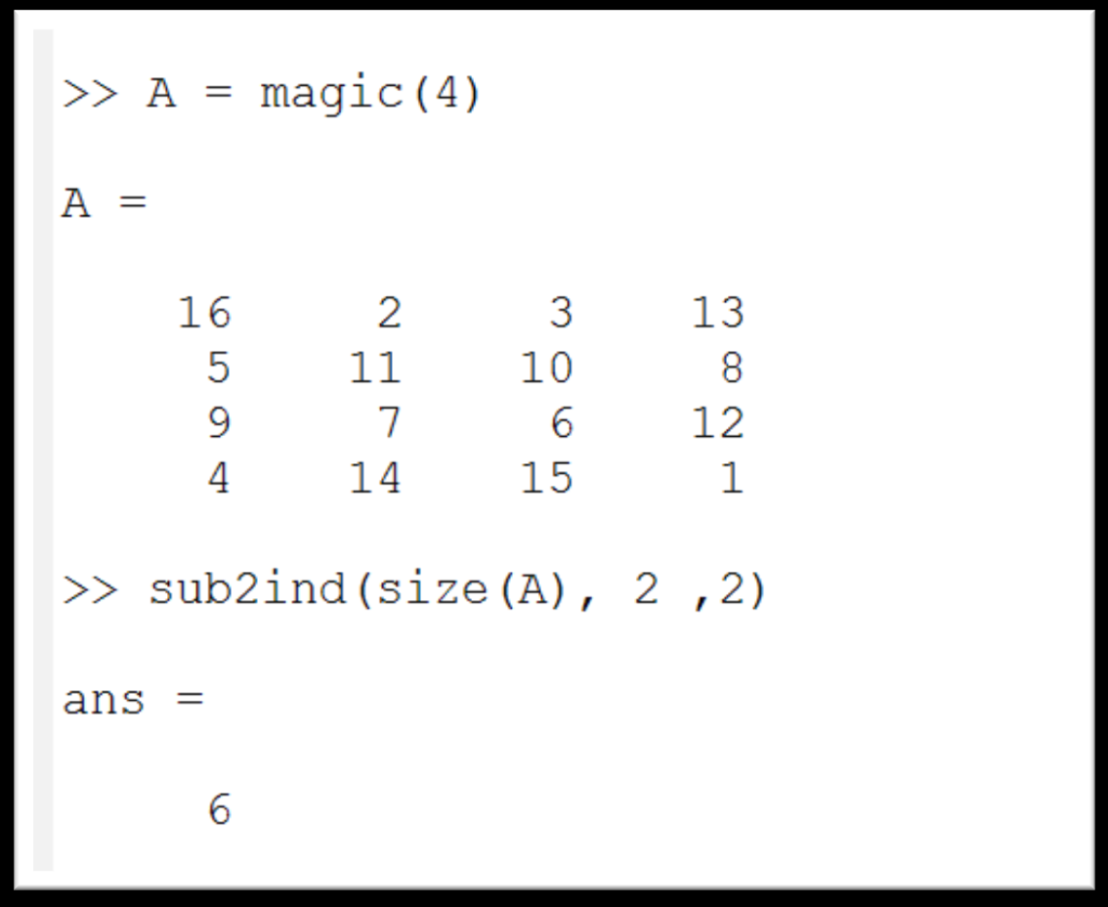 >> A = magic(4)
A =
16 2 3 13
5 11 10 8
9 7 6 12
4 14 15 1
>> sub2ind(size(A), 2 ,2)
ans =
6